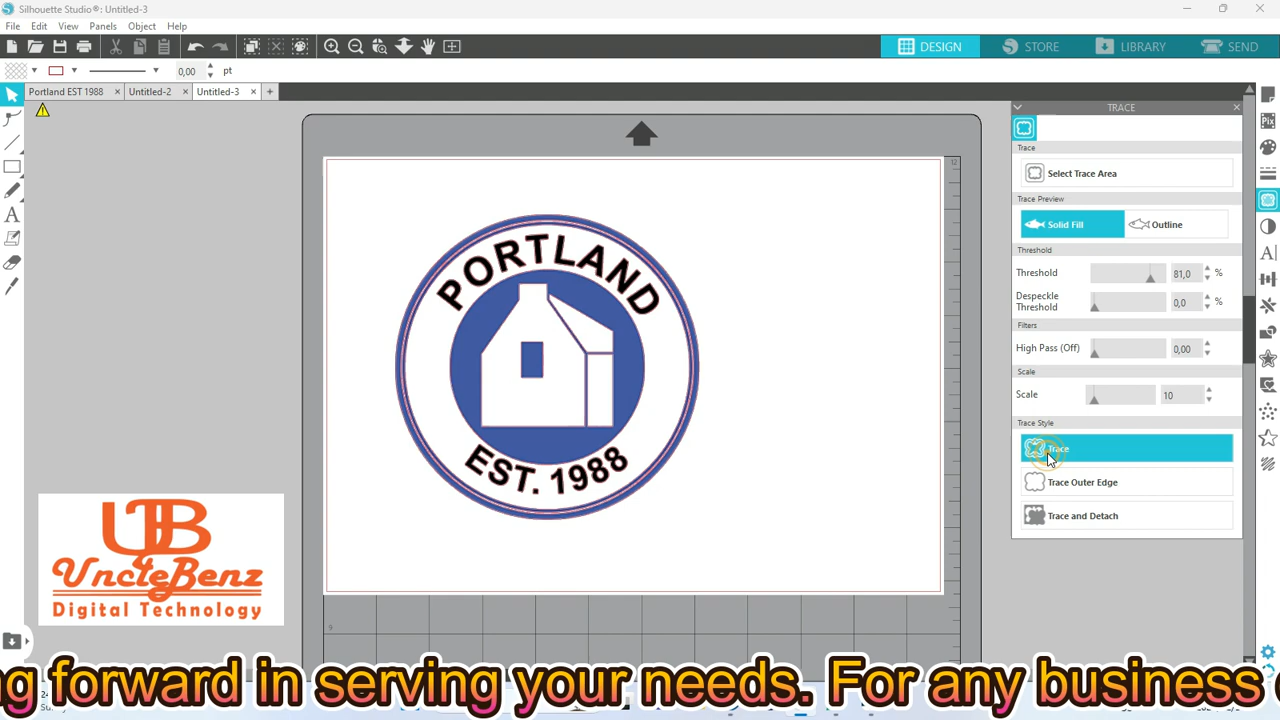 Silhouette Studio®: Untitled-3
File Edit View Panels Object Help
DESIGN STORE LIBRARY SEND
0,00 pt
Portland EST 1988 × Untitled-2 × Untitled-3 × +
TRACE
Trace
Select Trace Area
Trace Preview
Solid Fill Outline
Threshold
Threshold 81,0 %
Despeckle
Threshold 0,0 %
Filters
High Pass (Off) 0,00
Scale
Scale 10
Trace Style
Trace
Trace Outer Edge
Trace and Detach
12
PORTLAND
EST. 1988
9
UB
UncleBenz
Digital Technology
ng forward in serving your needs. For any business